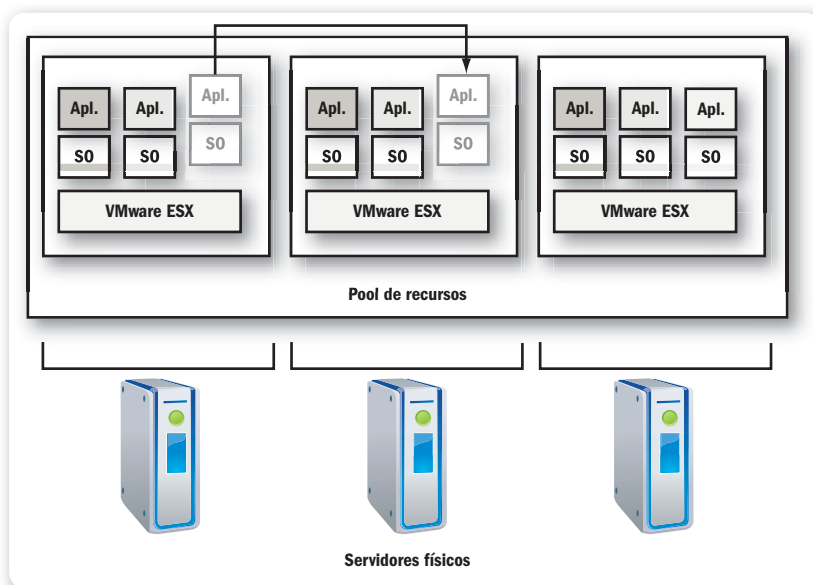 Apl. Apl. Apl. Apl. Apl. Apl. Apl. Apl. Apl.
SO SO SO SO SO SO SO SO SO
VMware ESX VMware ESX VMware ESX
Pool de recursos
Servidores físicos